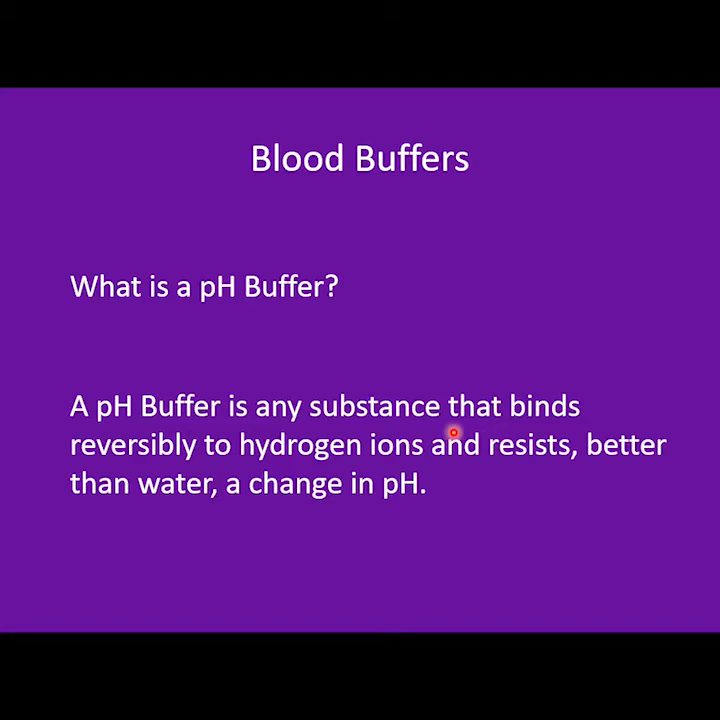 Blood Buffers
What is a pH Buffer?
A pH Buffer is any substance that binds
reversibly to hydrogen ions and resists, better
than water, a change in pH.